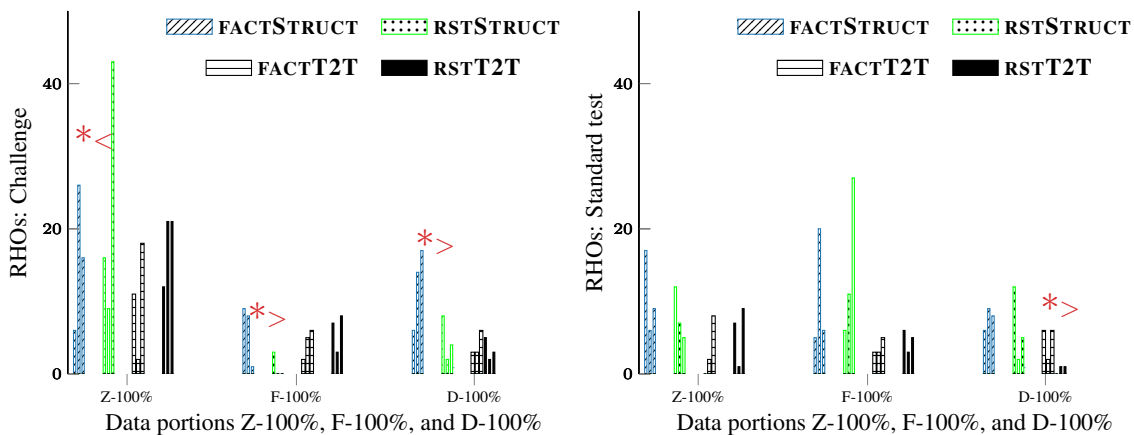 FACTSTRUCT RSTSTRUCT
FACTT2T RSTT2T
RHOs: Challenge
40
20
0
*<
*>
*>
Z-100% F-100% D-100%
Data portions Z-100%, F-100%, and D-100%
FACTSTRUCT RSTSTRUCT
FACTT2T RSTT2T
RHOs: Standard test
40
20
0
*>
Z-100% F-100% D-100%
Data portions Z-100%, F-100%, and D-100%